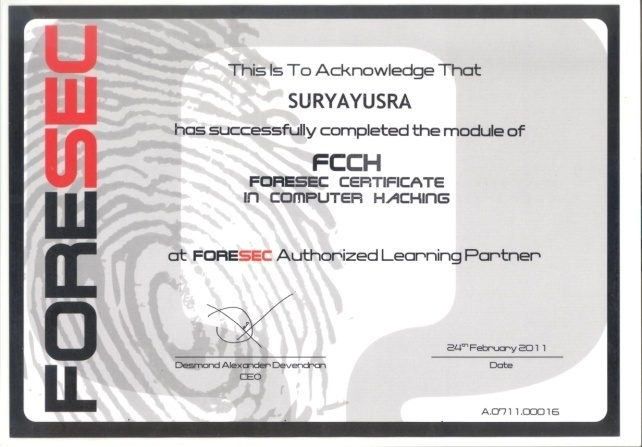 FORESEC
This Is To Acknowledge That
SURYAYUSRA
has successfully completed the module of
FCCH
FORESEC CERTIFICATE
IN COMPUTER HACKING
at FORESEC Authorized Learning Partner
Desmond Alexander Devendran
CEO
24th February 2011
Date
A.0711.00016